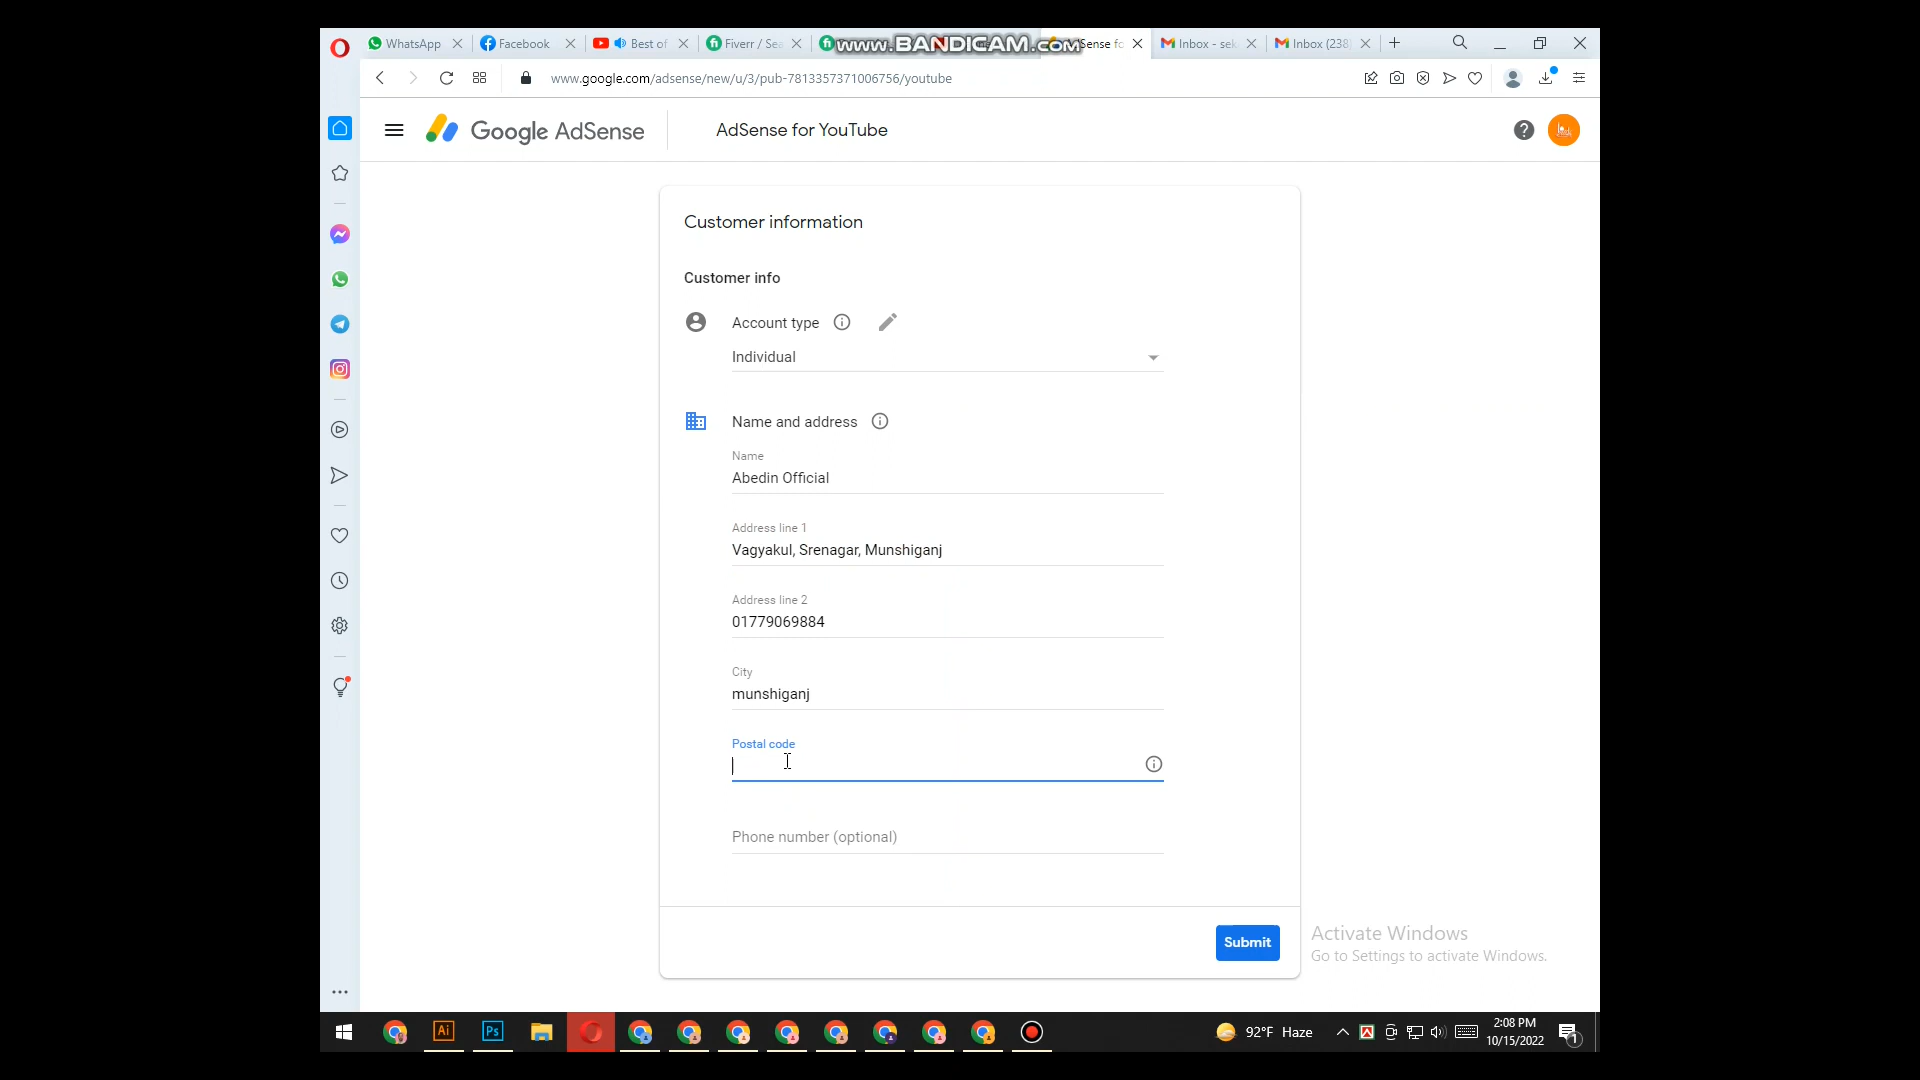 WhatsApp
Facebook
Best of
Fiverr / Sea
www.BANDICAM.com
Sense fo
Inbox - sek
Inbox (238)
www.google.com/adsense/new/u/3/pub-7813357371006756/youtube
Google AdSense
AdSense for YouTube
Customer information
Customer info
Account type
Individual
Name and address
Name
Abedin Official
Address line 1
Vagyakul, Srenagar, Munshiganj
Address line 2
01779069884
City
munshiganj
Postal code
Phone number (optional)
Submit
Activate Windows
Go to Settings to activate Windows.
Ai
Ps
92°F Haze
2:08 PM
10/15/2022
1